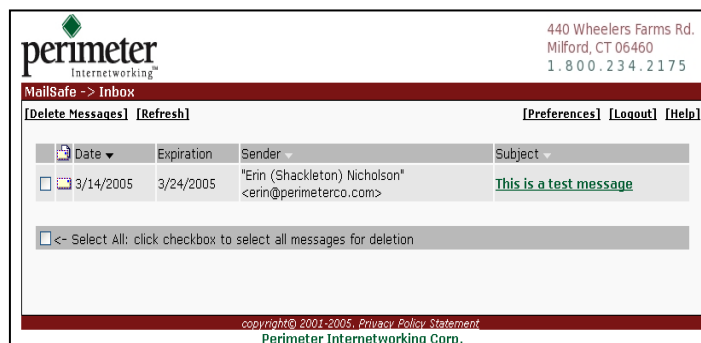 perimeter
Internetworking™
440 Wheelers Farms Rd.
Milford, CT 06460
1.800.234.2175
MailSafe -> Inbox
[Delete Messages] [Refresh] [Preferences] [Logout] [Help]
Date Expiration Sender Subject
3/14/2005 3/24/2005 "Erin (Shackleton) Nicholson" <erin@perimeterco.com> This is a test message
<- Select All: click checkbox to select all messages for deletion
copyright© 2001-2005. Privacy Policy Statement
Perimeter Internetworking Corp.